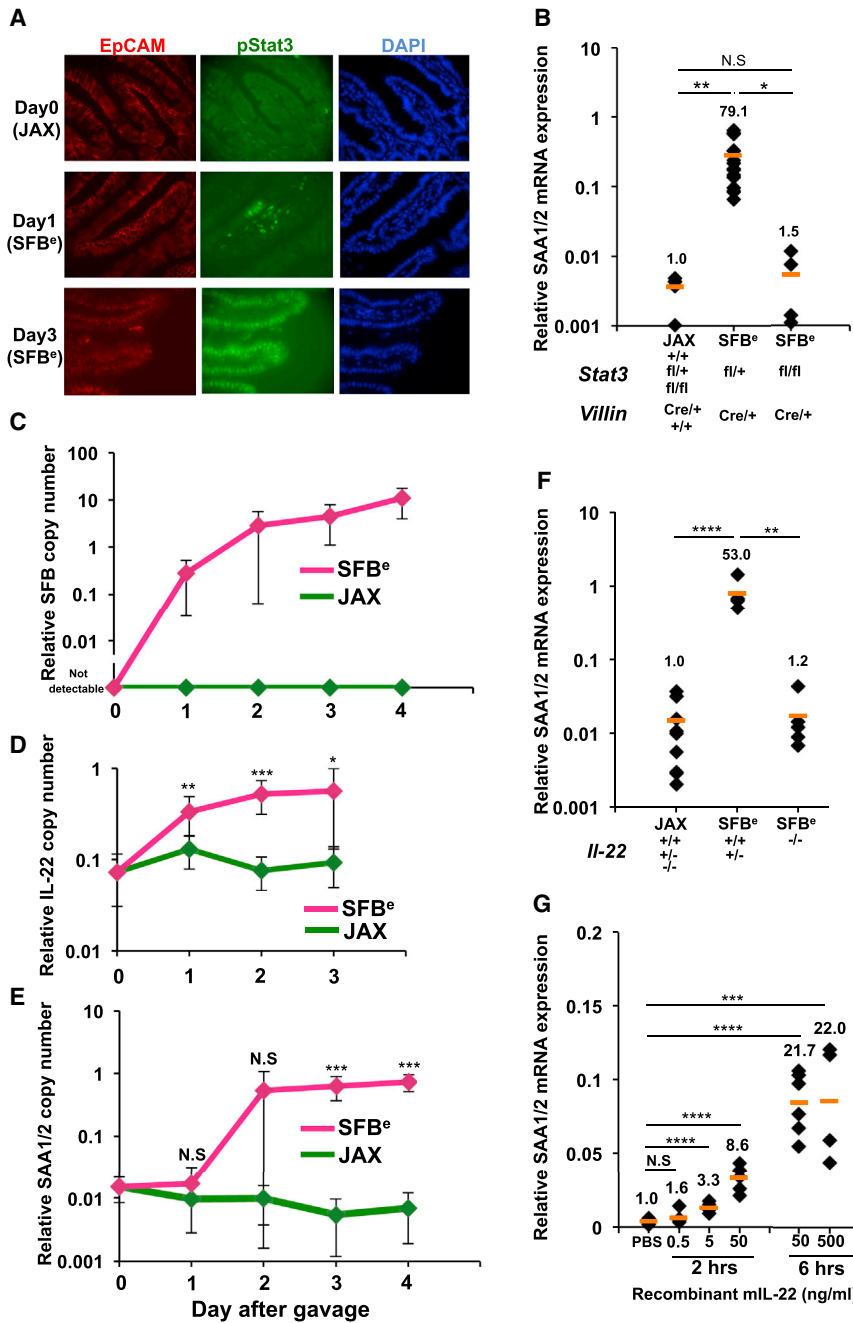 A
EpCAM pStat3 DAPI
Day0
(JAX)
Day1
(SFBe)
Day3
(SFBe)
B
Relative SAA1/2 mRNA expression
10
1
0.1
0.01
0.001
N.S
** *
79.1
1.0
1.5
JAX SFBe SFBe
Stat3
+/+
fl/+ fl/+ fl/fl
fl/fl
Villin
Cre/+ Cre/+ Cre/+
+/+
C
Relative SFB copy number
100
10
1
0.1
0.01
Not
detectable
SFBe
JAX
0 1 2 3 4
D
Relative IL-22 copy number
1
0.1
0.01
** *** *
SFBe
JAX
0 1 2 3
E
Relative SAA1/2 copy number
10
1
0.1
0.01
0.001
N.S N.S *** ***
SFBe
JAX
0 1 2 3 4
Day after gavage
F
Relative SAA1/2 mRNA expression
10
1
0.1
0.01
0.001
**** **
53.0
1.0
1.2
JAX SFBe SFBe
Il-22
+/+ +/+ -/-
+/- +/-
-/-
G
Relative SAA1/2 mRNA expression
0.2
0.15
0.1
0.05
0
***
****
22.0
21.7
****
****
N.S
8.6
3.3
1.6
1.0
PBS 0.5 5 50 50 500
2 hrs 6 hrs
Recombinant mIL-22 (ng/ml)